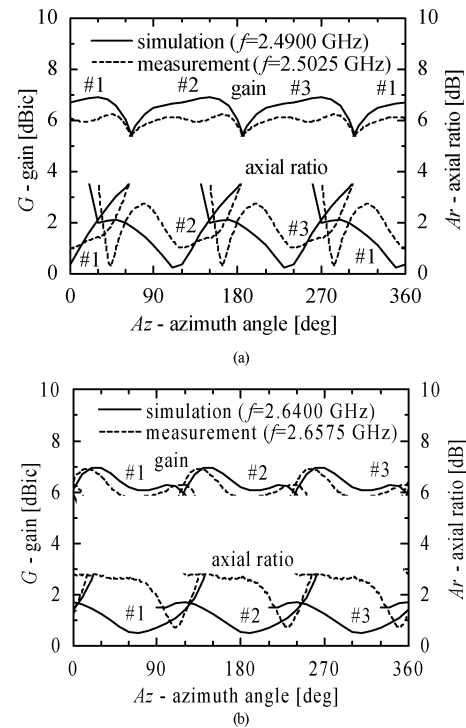 10 10
simulation (f=2.4900 GHz)
measurement (f=2.5025 GHz)
8 8
#1 #2 gain #3 #1
6 6
G - gain [dBic] Ar - axial ratio [dB]
4 axial ratio 4
2 #1 #2 #3 #1 2
0 0
0 90 180 270 360
Az - azimuth angle [deg]
(a)
10 10
simulation (f=2.6400 GHz)
measurement (f=2.6575 GHz)
8 8
#1 gain #2 #3
6 6
G - gain [dBic] Ar - axial ratio [dB]
4 4
axial ratio
2 #1 #2 #3 2
0 0
0 90 180 270 360
Az - azimuth angle [deg]
(b)